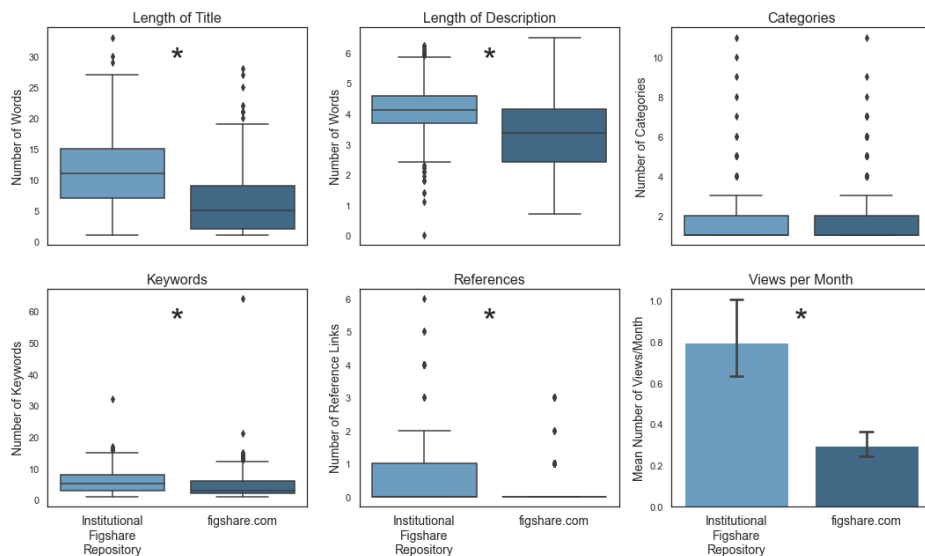 Length of Title
Length of Description
Categories
Number of Words
30
25
20
15
10
5
0
*
Number of Words
6
5
4
3
2
1
0
*
Number of Categories
10
8
6
4
2
Keywords
References
Views per Month
Number of Keywords
60
50
40
30
20
10
0
*
Number of Reference Links
6
5
4
3
2
1
0
*
Mean Number of Views/Month
1.0
0.8
0.6
0.4
0.2
0.0
*
Institutional
Figshare
Repository
figshare.com
Institutional
Figshare
Repository
figshare.com
Institutional
Figshare
Repository
figshare.com